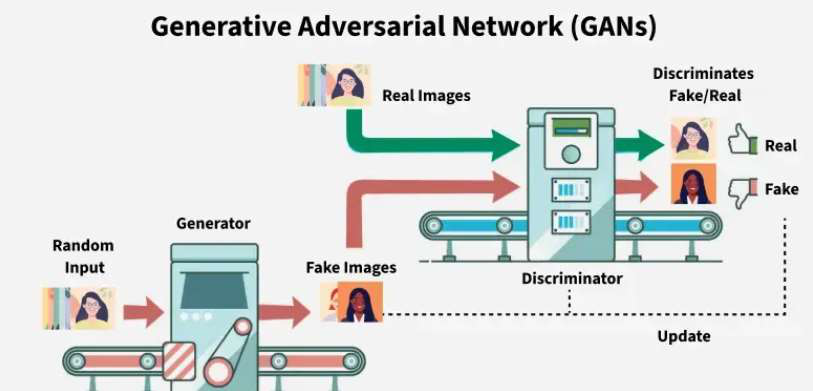 Generative Adversarial Network (GANs)
Real Images
Discriminates
Fake/Real
Real
Fake
Generator
Random
Input
Fake Images
Discriminator
Update